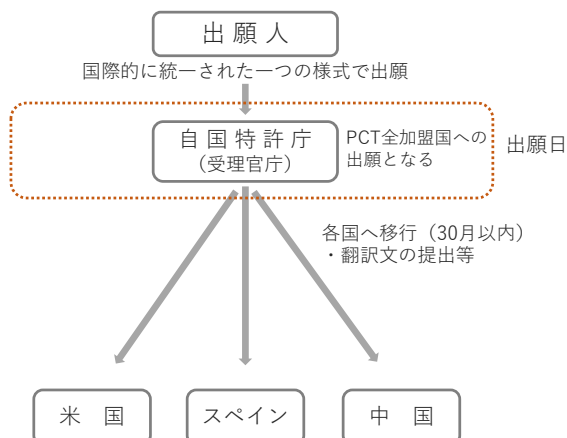 出 願 人
国際的に統一された一つの様式で出願
自 国 特 許 庁
（受理官庁）
PCT全加盟国への
出願となる
出願日
各国へ移行（30月以内）
・翻訳文の提出等
米　国
スペイン
中　国